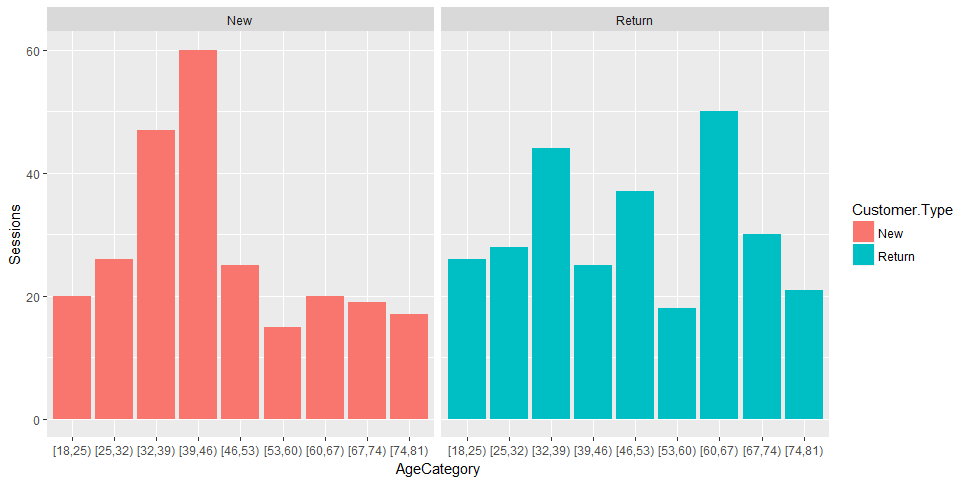 New Return
60
40
20
0
Sessions
[18,25) [25,32) [32,39) [39,46) [46,53) [53,60) [60,67) [67,74) [74,81) [18,25) [25,32) [32,39) [39,46) [46,53) [53,60) [60,67) [67,74) [74,81)
AgeCategory
Customer.Type
New
Return